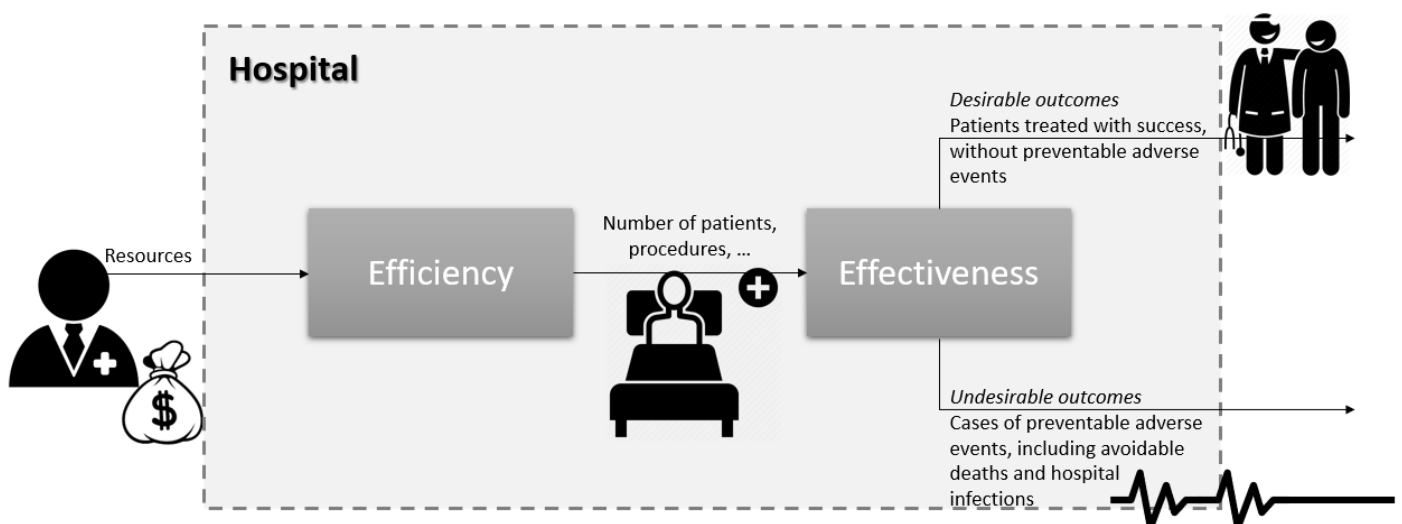 Hospital
Resources
Efficiency
Number of patients,
procedures, …
Effectiveness
Desirable outcomes
Patients treated with success,
without preventable adverse
events
Undesirable outcomes
Cases of preventable adverse
events, including avoidable
deaths and hospital
infections
$